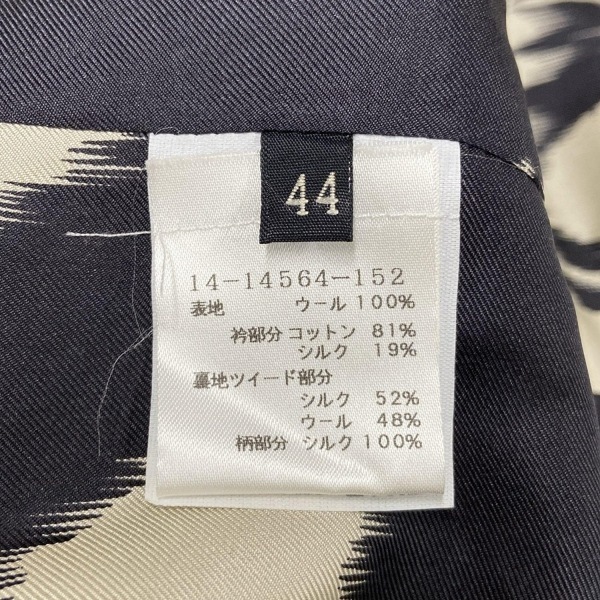 44
14-14564-152
表地 ウール 100%
衿部分 コットン 81%
シルク 19%
裏地ツイード部分
シルク 52%
ウール 48%
柄部分 シルク 100%